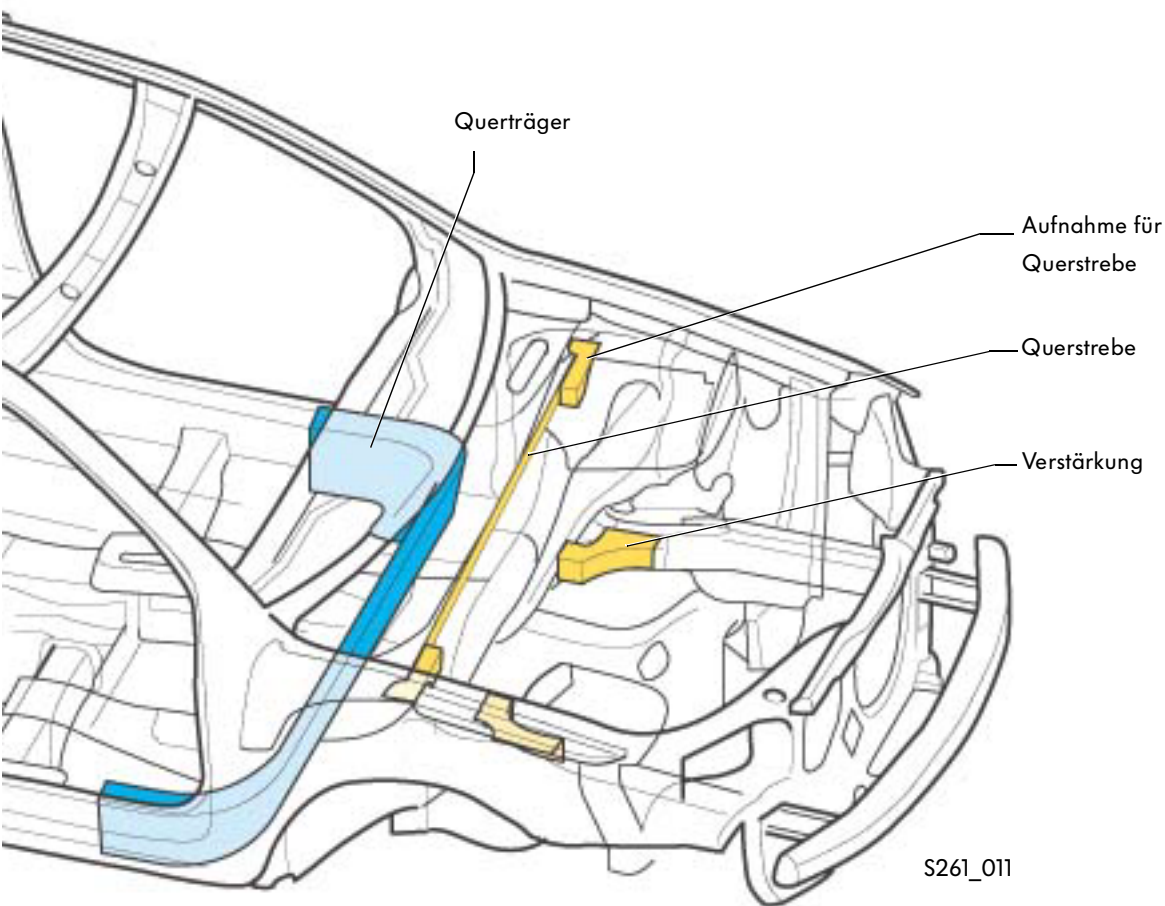 Querträger
Aufnahme für
Querstrebe
Querstrebe
Verstärkung
S261_011